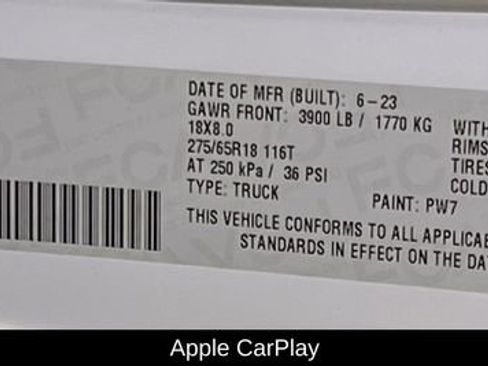 DATE OF MFR (BUILT): 6-23
GAWR FRONT: 3900 LB / 1770 KG WITH
18X8.0 RIMS
275/65R18 116T TIRES
AT 250 kPa / 36 PSI COLD
TYPE: TRUCK PAINT: PW7
THIS VEHICLE CONFORMS TO ALL
STANDARDS IN EFFECT ON THE
Apple CarPlay